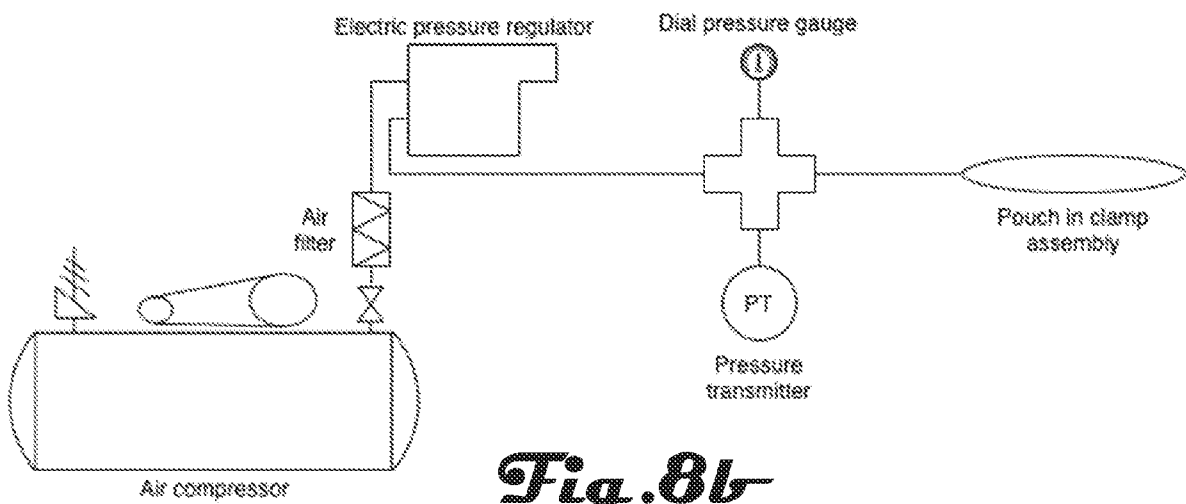 Electric pressure regulator
Dial pressure gauge
Air
filter
Pouch in clamp
assembly
PT
Pressure
transmitter
Air compressor
Fig.8b